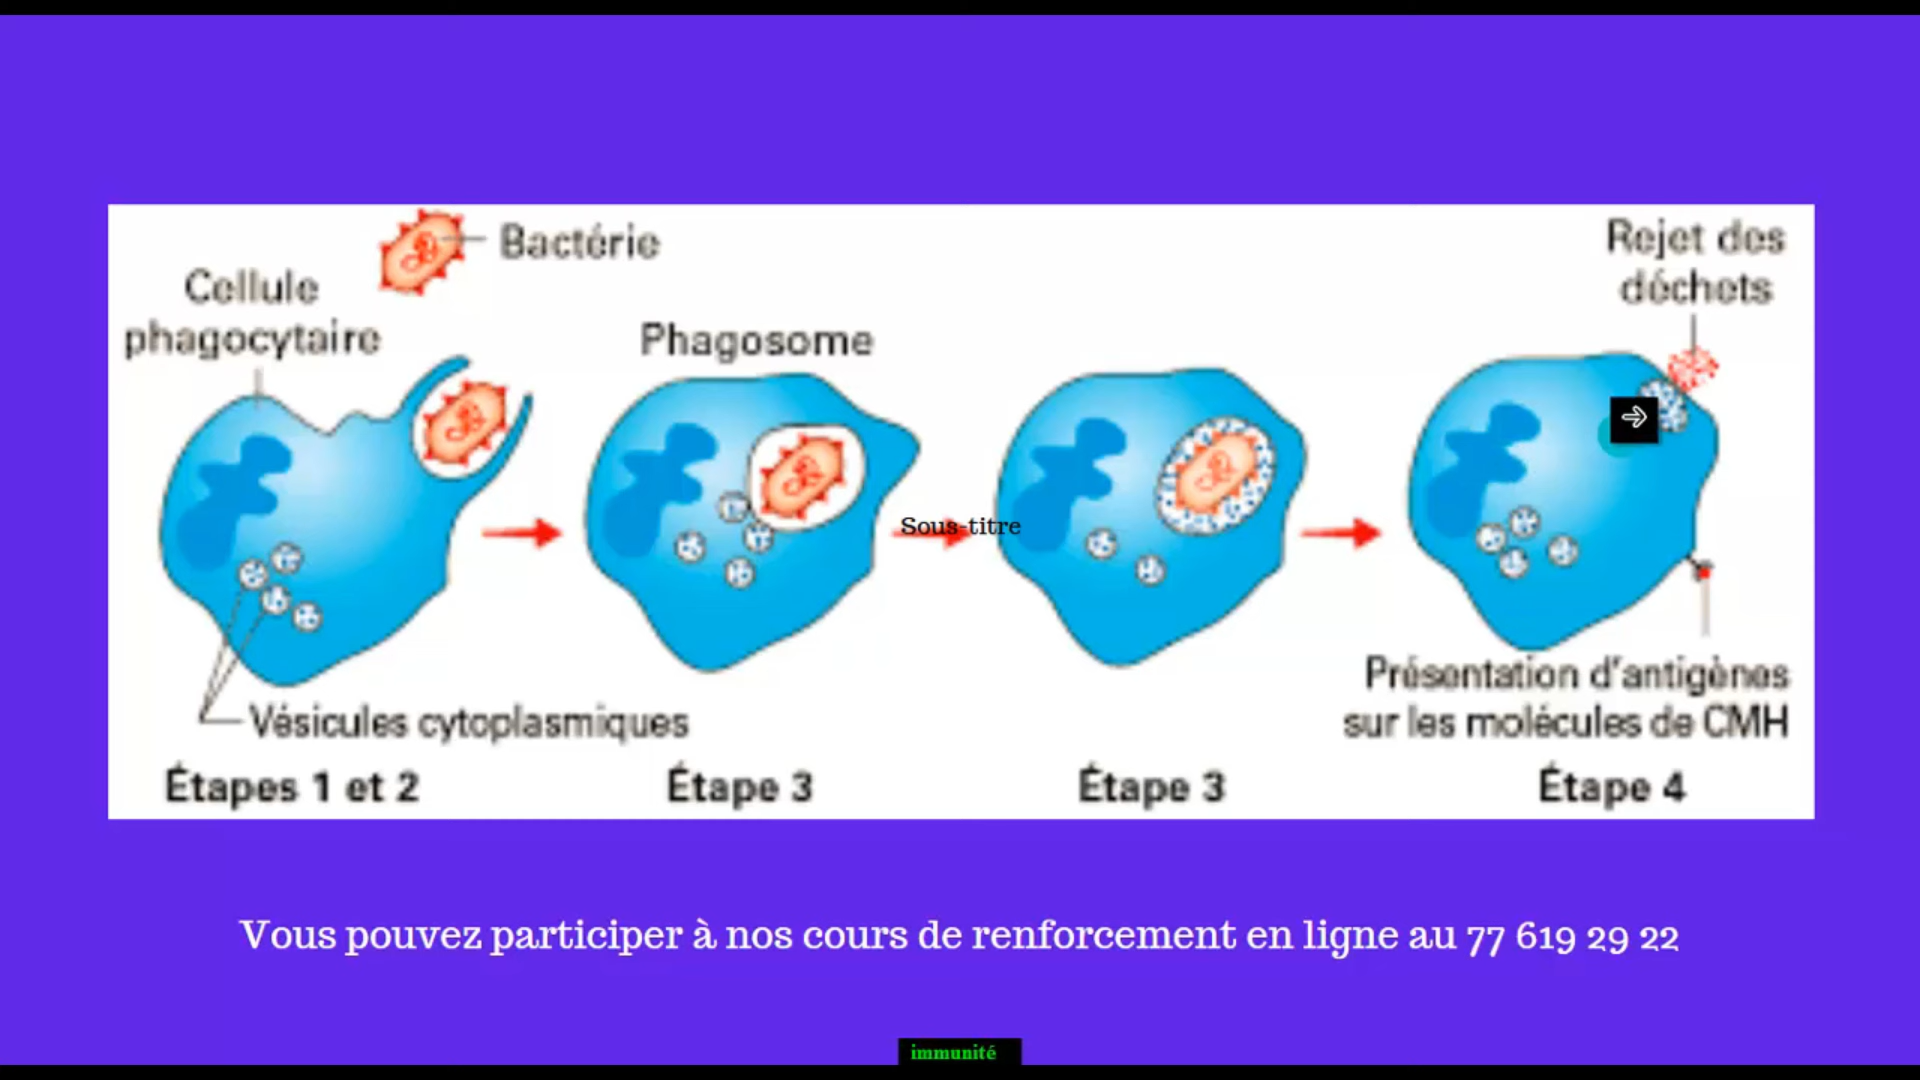 Bactérie
Rejet des
déchets
Cellule
phagocytaire
Phagosome
Sous-titre
Présentation d'antigènes
sur les molécules de CMH
Vésicules cytoplasmiques
Étapes 1 et 2
Étape 3
Étape 3
Étape 4
Vous pouvez participer à nos cours de renforcement en ligne au 77 619 29 22
immunité